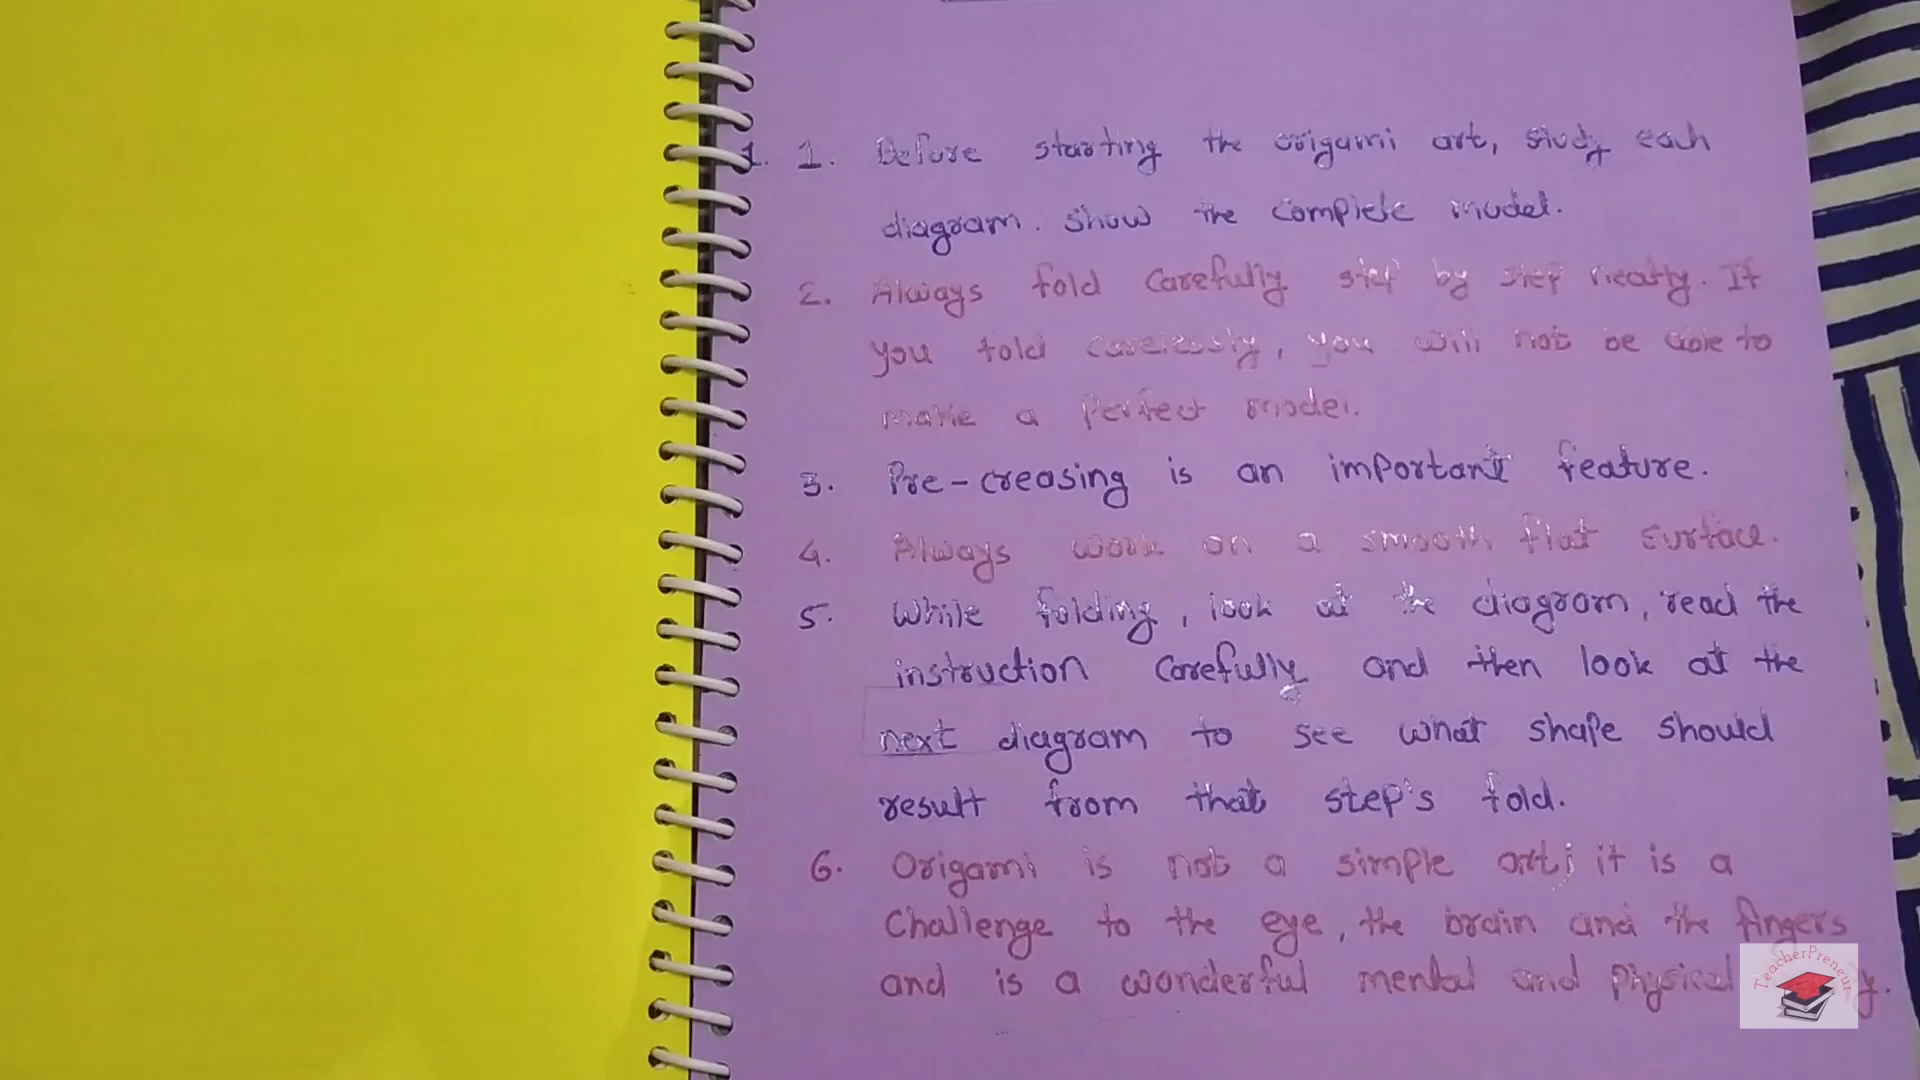 1. 1. Before starting the origami art, study each
diagram. show the complete model.
2. Always fold carefully step by step neatly. If
you fold carelessly, you will not be able to
make a perfect model.
3. Pre-creasing is an important feature.
4. Always work on a smooth flat surface.
5. While folding, look at the diagram, read the
instruction carefully and then look at the
next diagram to see what shape should
result from that step's fold.
6. Origami is not a simple art; it is a
challenge to the eye, the brain and the fingers
and is a wonderful mental and physical
TeacherPreneur